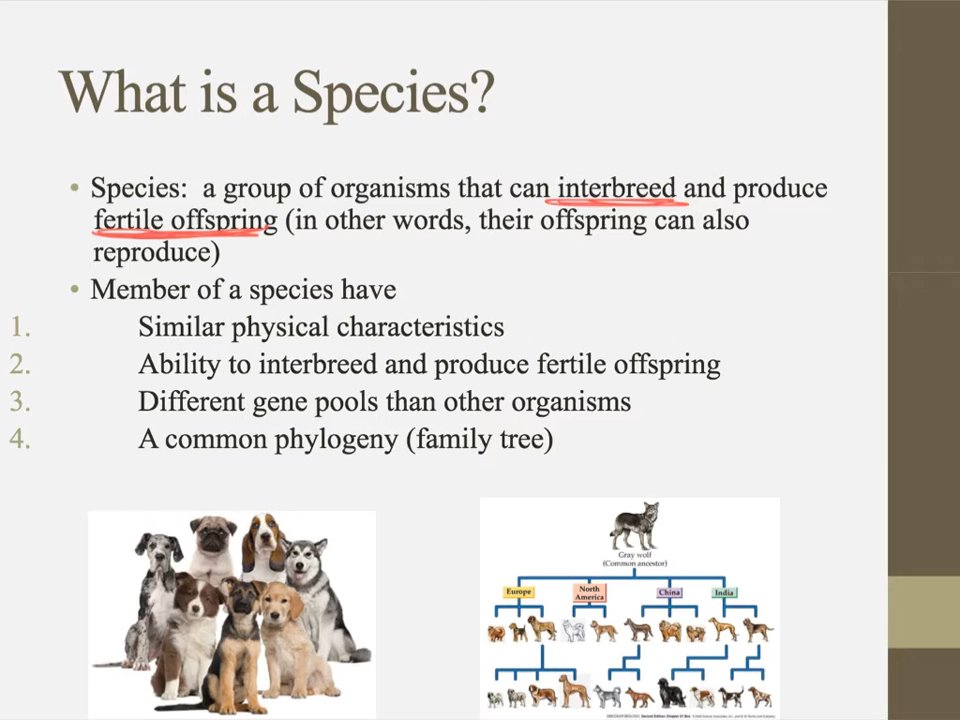 What is a Species?
• Species: a group of organisms that can interbreed and produce
fertile offspring (in other words, their offspring can also
reproduce)
• Member of a species have
1. Similar physical characteristics
2. Ability to interbreed and produce fertile offspring
3. Different gene pools than other organisms
4. A common phylogeny (family tree)
Gray wolf
(Common ancestor)
Europe
North
America
China
India